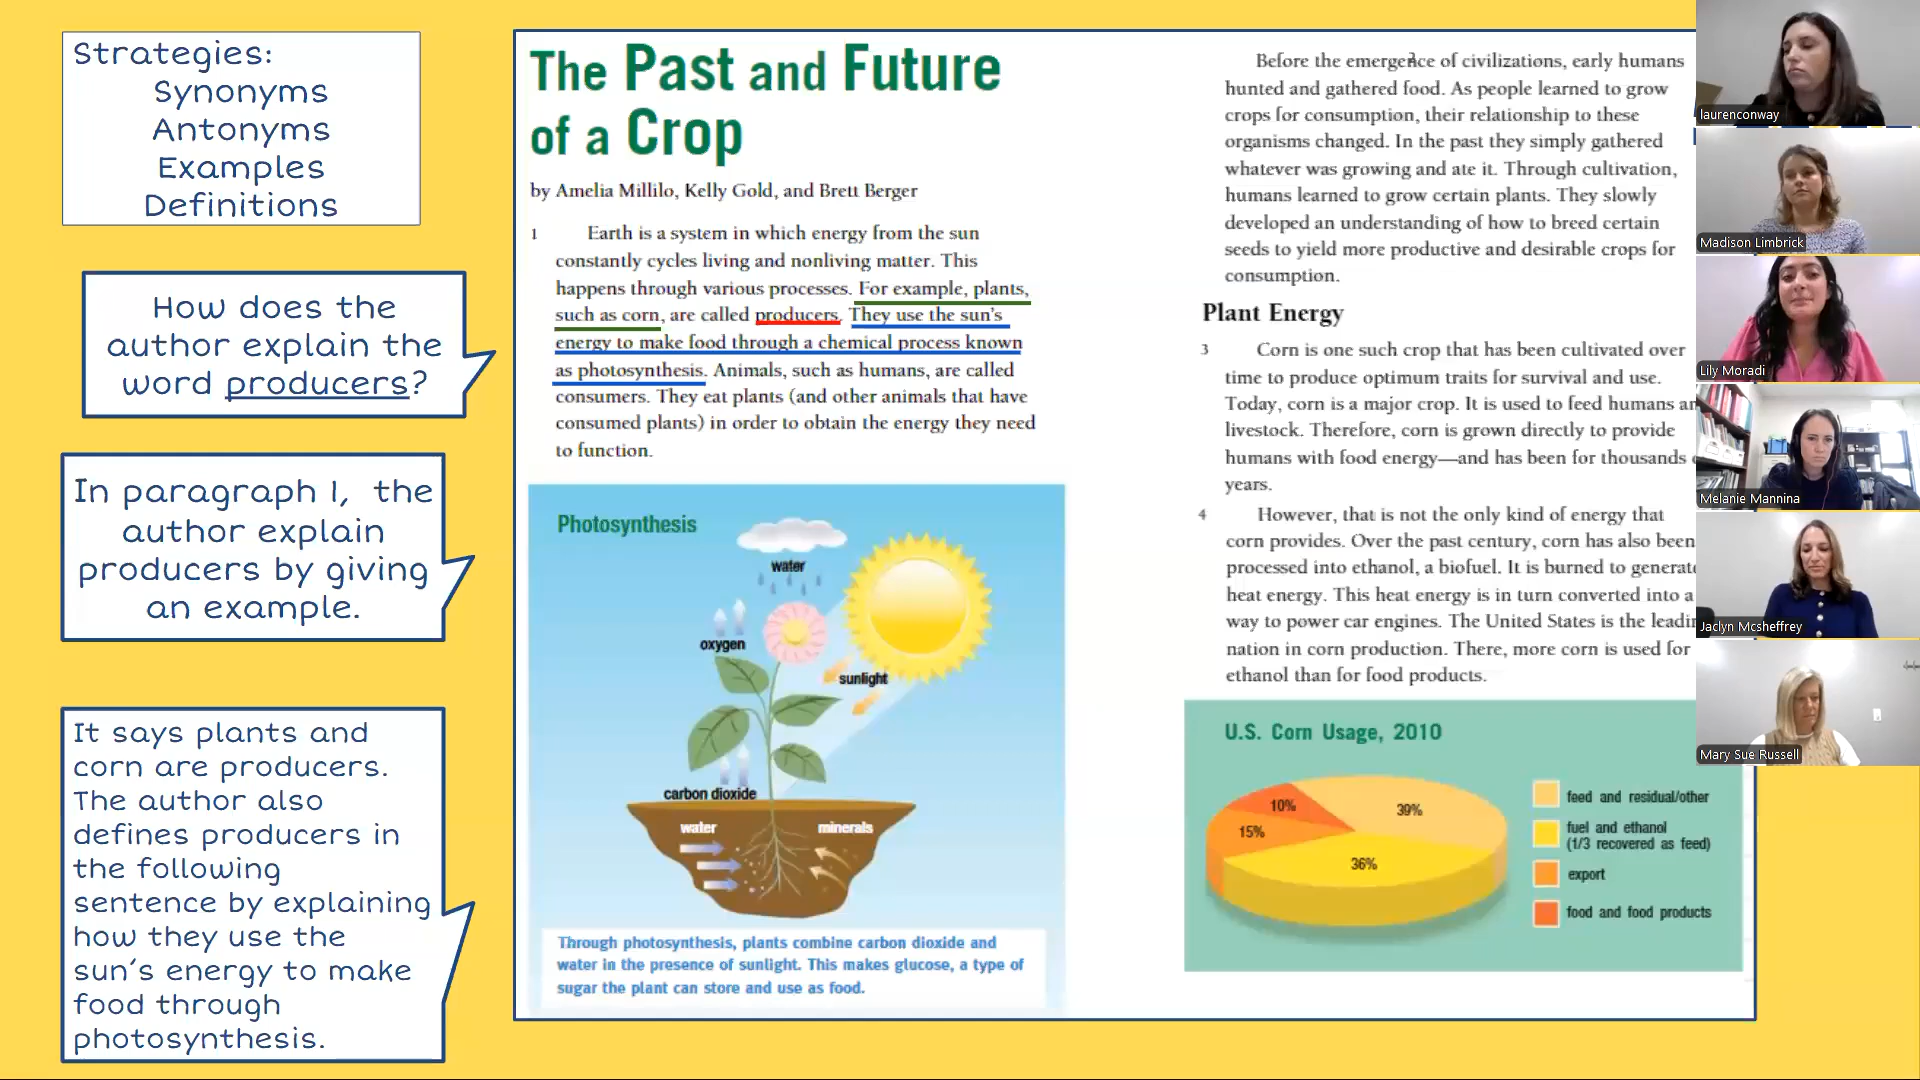 Strategies:
Synonyms
Antonyms
Examples
Definitions
How does the
author explain the
word producers?
In paragraph 1, the
author explain
producers by giving
an example.
It says plants and
corn are producers.
The author also
defines producers in
the following
sentence by explaining
how they use the
sun's energy to make
food through
photosynthesis.
The Past and Future
of a Crop
by Amelia Millilo, Kelly Gold, and Brett Berger
1 Earth is a system in which energy from the sun
constantly cycles living and nonliving matter. This
happens through various processes. For example, plants,
such as corn, are called producers. They use the sun's
energy to make food through a chemical process known
as photosynthesis. Animals, such as humans, are called
consumers. They eat plants (and other animals that have
consumed plants) in order to obtain the energy they need
to function.
Photosynthesis
water
oxygen
sunlight
carbon dioxide
water
minerals
Through photosynthesis, plants combine carbon dioxide and
water in the presence of sunlight. This makes glucose, a type of
sugar the plant can store and use as food.
Before the emergence of civilizations, early humans
hunted and gathered food. As people learned to grow
crops for consumption, their relationship to these
organisms changed. In the past they simply gathered
whatever was growing and ate it. Through cultivation,
humans learned to grow certain plants. They slowly
developed an understanding of how to breed certain
seeds to yield more productive and desirable crops for
consumption.
Plant Energy
3 Corn is one such crop that has been cultivated over
time to produce optimum traits for survival and use.
Today, corn is a major crop. It is used to feed humans
livestock. Therefore, corn is grown directly to provide
humans with food energy—and has been for thousands
years.
4 However, that is not the only kind of energy that
corn provides. Over the past century, corn has also been
processed into ethanol, a biofuel. It is burned to generate
heat energy. This heat energy is in turn converted into a
way to power car engines. The United States is the
nation in corn production. There, more corn is used for
ethanol than for food products.
U.S. Corn Usage, 2010
10%
39%
15%
36%
feed and residual/other
fuel and ethanol
(1/3 recovered as feed)
export
food and food products
laurenconway
Madison Limbrick
Lily Moradi
Melanie Mannina
Jaclyn Mcsheffrey
Mary Sue Russell